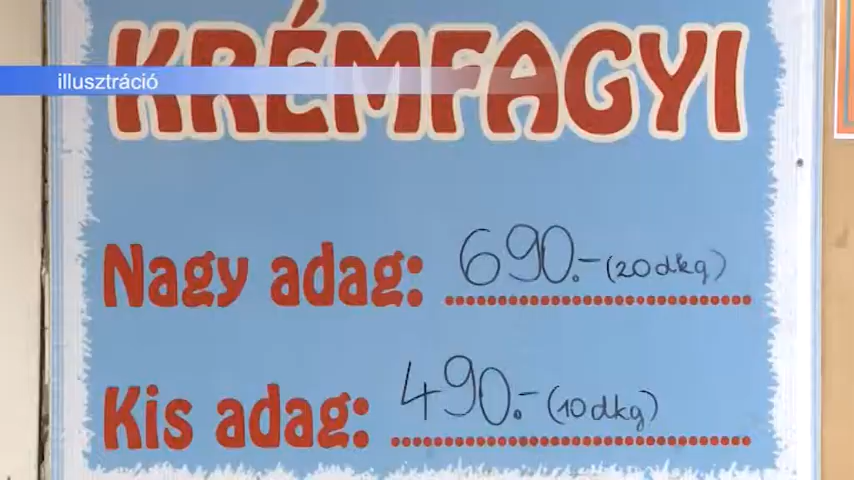 KRÉMFAGYI
illusztráció
Nagy adag: 690.- (20dkg)
Kis adag: 490.- (10dkg)